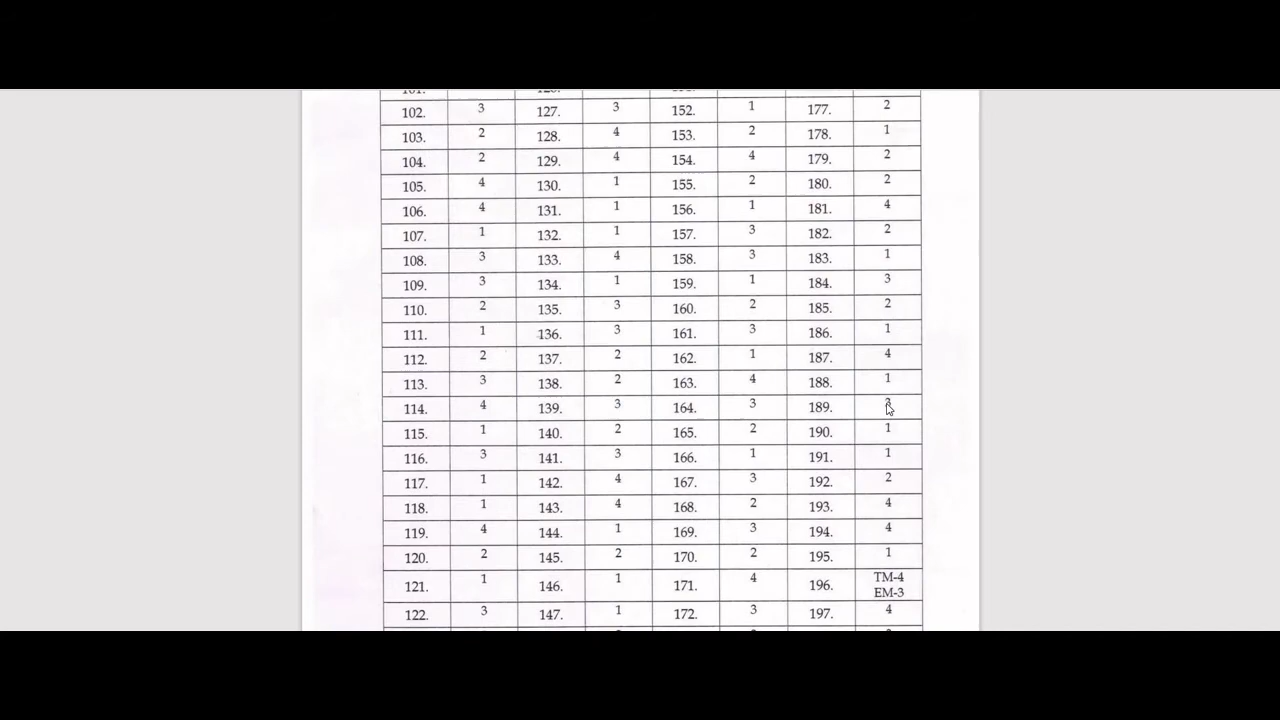 102. 3 127. 3 152. 1 177. 2
103. 2 128. 4 153. 2 178. 1
104. 2 129. 4 154. 4 179. 2
105. 4 130. 1 155. 2 180. 2
106. 4 131. 1 156. 1 181. 4
107. 1 132. 1 157. 3 182. 2
108. 3 133. 4 158. 3 183. 1
109. 3 134. 1 159. 1 184. 3
110. 2 135. 3 160. 2 185. 2
111. 1 136. 3 161. 3 186. 1
112. 2 137. 2 162. 1 187. 4
113. 3 138. 2 163. 4 188. 1
114. 4 139. 3 164. 3 189.
115. 1 140. 2 165. 2 190. 1
116. 3 141. 3 166. 1 191. 1
117. 1 142. 4 167. 3 192. 2
118. 1 143. 4 168. 2 193. 4
119. 4 144. 1 169. 3 194. 4
120. 2 145. 2 170. 2 195. 1
121. 1 146. 1 171. 4 196. TM-4
EM-3
122. 3 147. 1 172. 3 197. 4